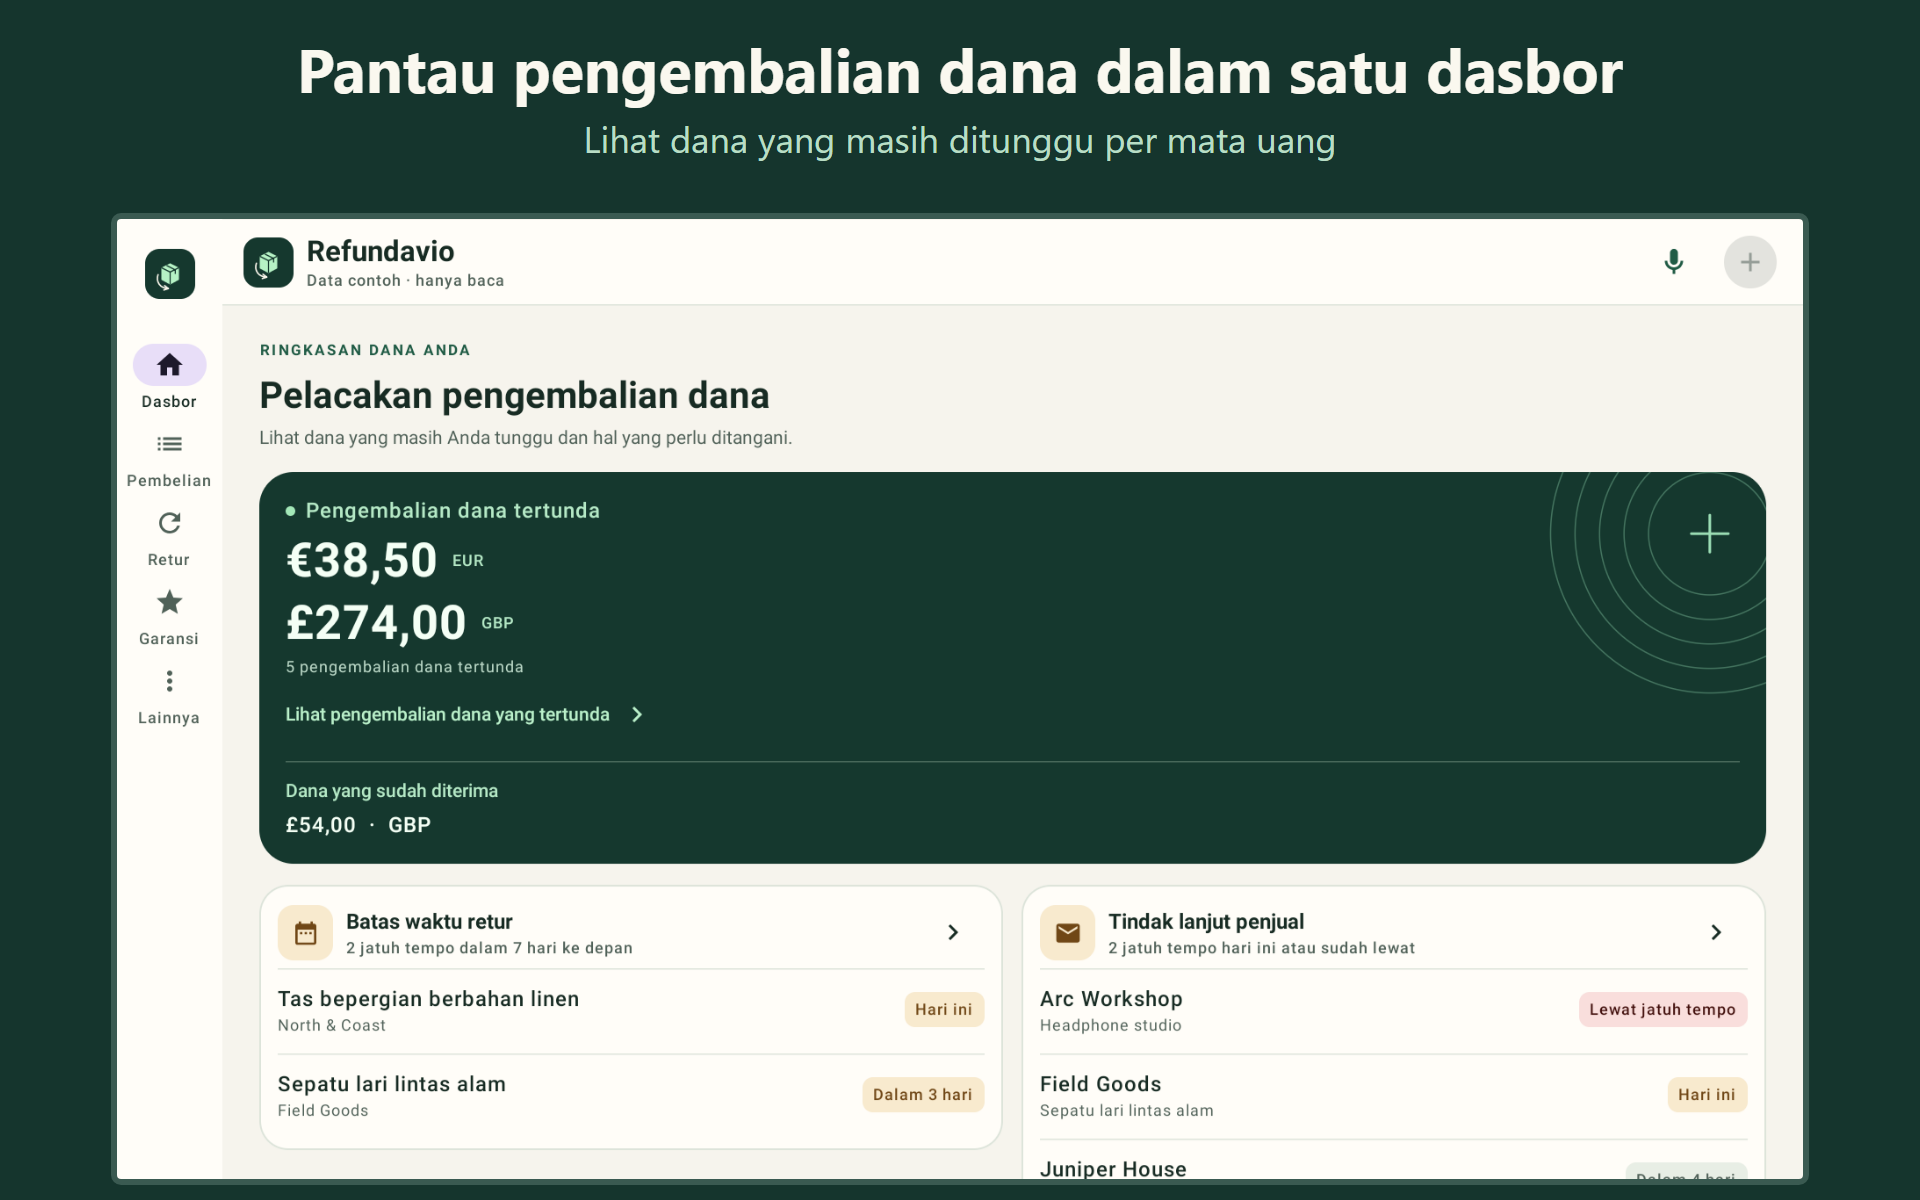 Pantau pengembalian dana dalam satu dasbor
Lihat dana yang masih ditunggu per mata uang
Refundavio
Data contoh · hanya baca
Dasbor
Pembelian
Retur
Garansi
Lainnya
RINGKASAN DANA ANDA
Pelacakan pengembalian dana
Lihat dana yang masih Anda tunggu dan hal yang perlu ditangani.
Pengembalian dana tertunda
€38,50 EUR
£274,00 GBP
5 pengembalian dana tertunda
Lihat pengembalian dana yang tertunda
Dana yang sudah diterima
£54,00 · GBP
Batas waktu retur
2 jatuh tempo dalam 7 hari ke depan
Tas bepergian berbahan linen
North & Coast
Hari ini
Sepatu lari lintas alam
Field Goods
Dalam 3 hari
Tindak lanjut penjual
2 jatuh tempo hari ini atau sudah lewat
Arc Workshop
Headphone studio
Lewat jatuh tempo
Field Goods
Sepatu lari lintas alam
Hari ini
Juniper House
Dalam 4 hari